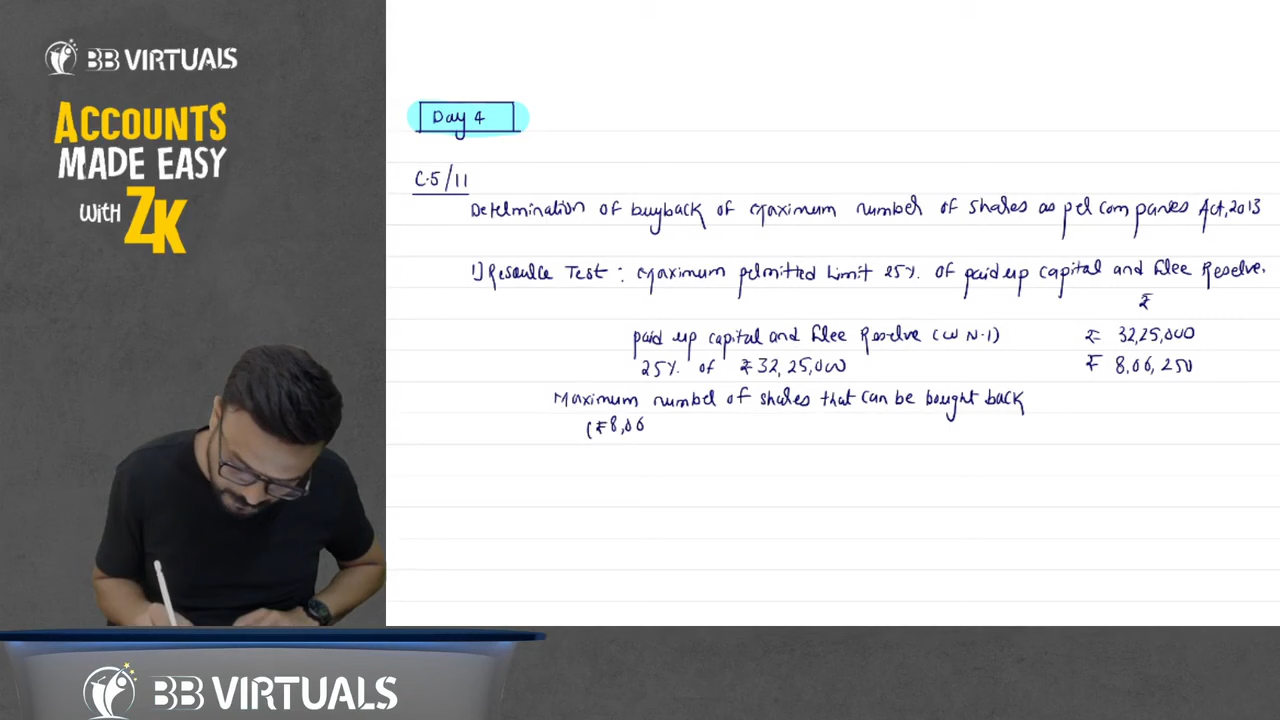 BB VIRTUALS
ACCOUNTS
MADE EASY
with ZK
Day 4
C.5/11
Determination of buyback of maximum number of shares as per companies Act, 2013
1) Resource Test : maximum permitted Limit 25% of paid up capital and free Reserve.
₹
paid up capital and free Reserve (W N-1) ₹ 32,25,000
25% of ₹32,25,000 ₹ 8,06,250
Maximum number of shares that can be bought back
(₹8,06
BB VIRTUALS